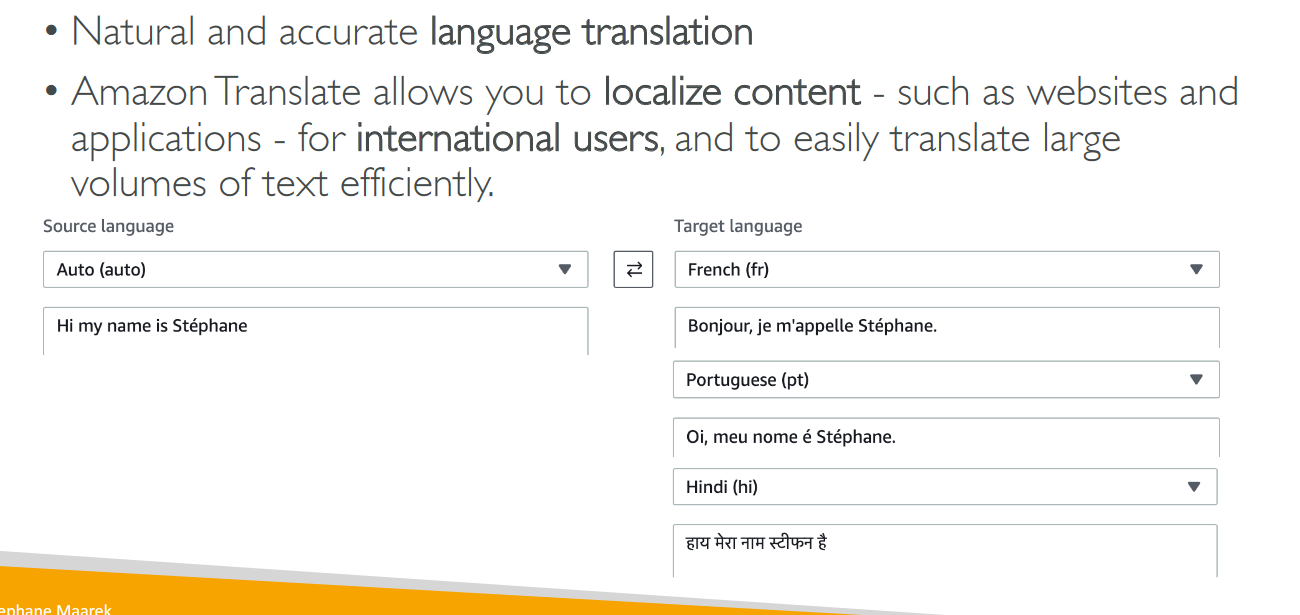 • Natural and accurate language translation
• Amazon Translate allows you to localize content - such as websites and
applications - for international users, and to easily translate large
volumes of text efficiently.
Source language
Auto (auto)
Hi my name is Stéphane
Target language
French (fr)
Bonjour, je m'appelle Stéphane.
Portuguese (pt)
Oi, meu nome é Stéphane.
Hindi (hi)
हाय मेरा नाम स्टीफन है
ephane Maarek